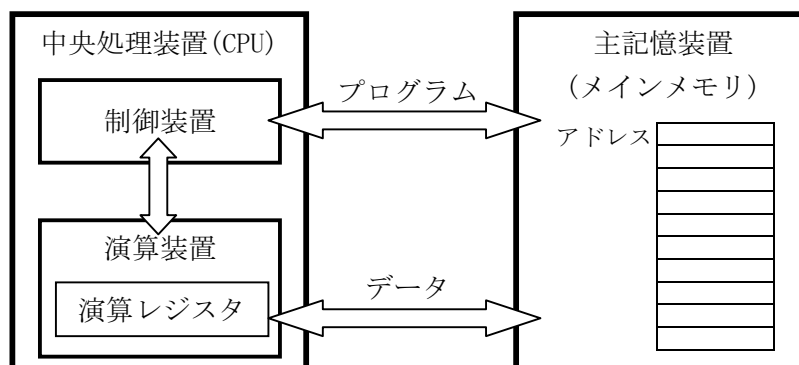 中央処理装置(CPU)
制御装置
演算装置
演算レジスタ
プログラム
データ
主記憶装置
(メインメモリ)
アドレス